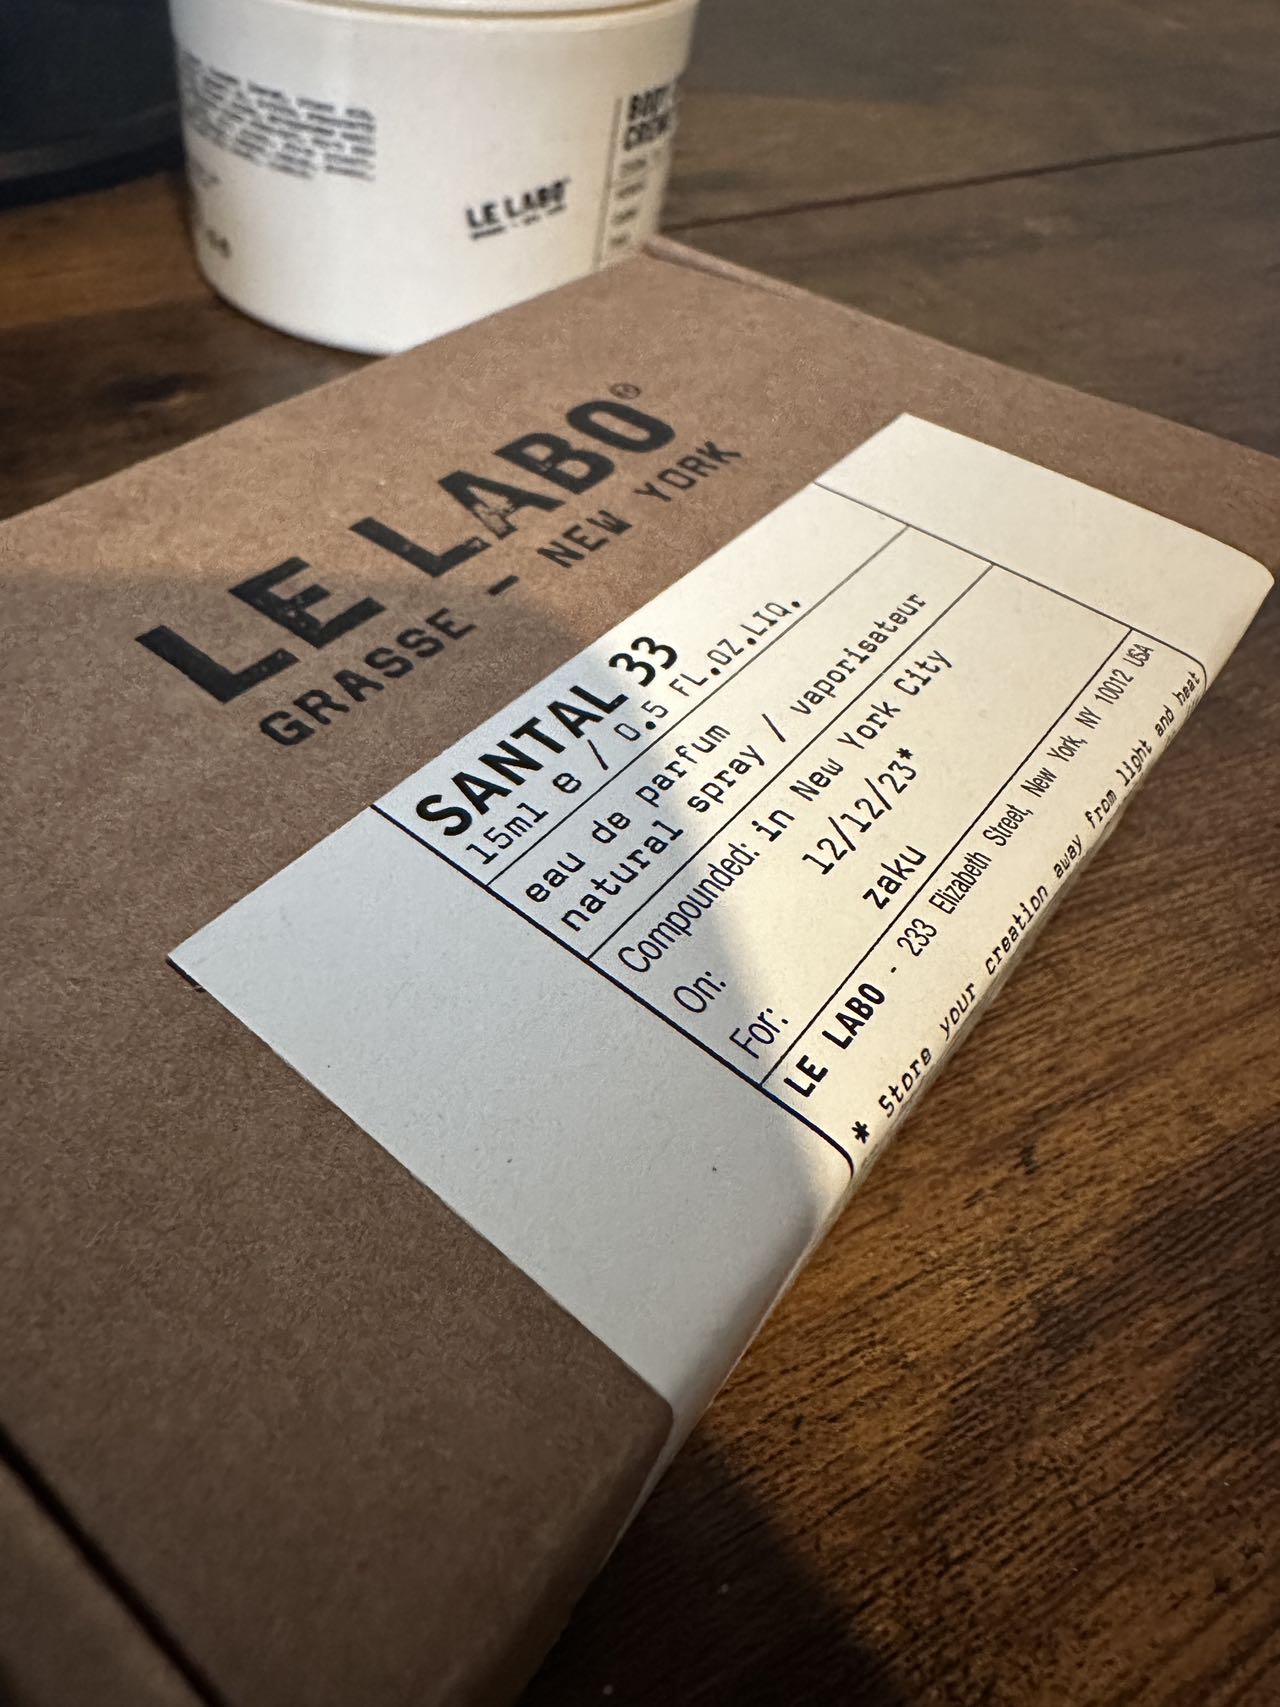 BODY
LE LABO
LE LABO®
GRASSE — NEW YORK
SANTAL 33
15ml e / 0.5 FL.OZ.LIQ.
eau de parfum
natural spray / vaporisateur
Compounded: in New York City
On: 12/12/23*
For: zaku
LE LABO - 233 Elizabeth Street, New York, NY 10012 USA
* Store your creation away from light and heat